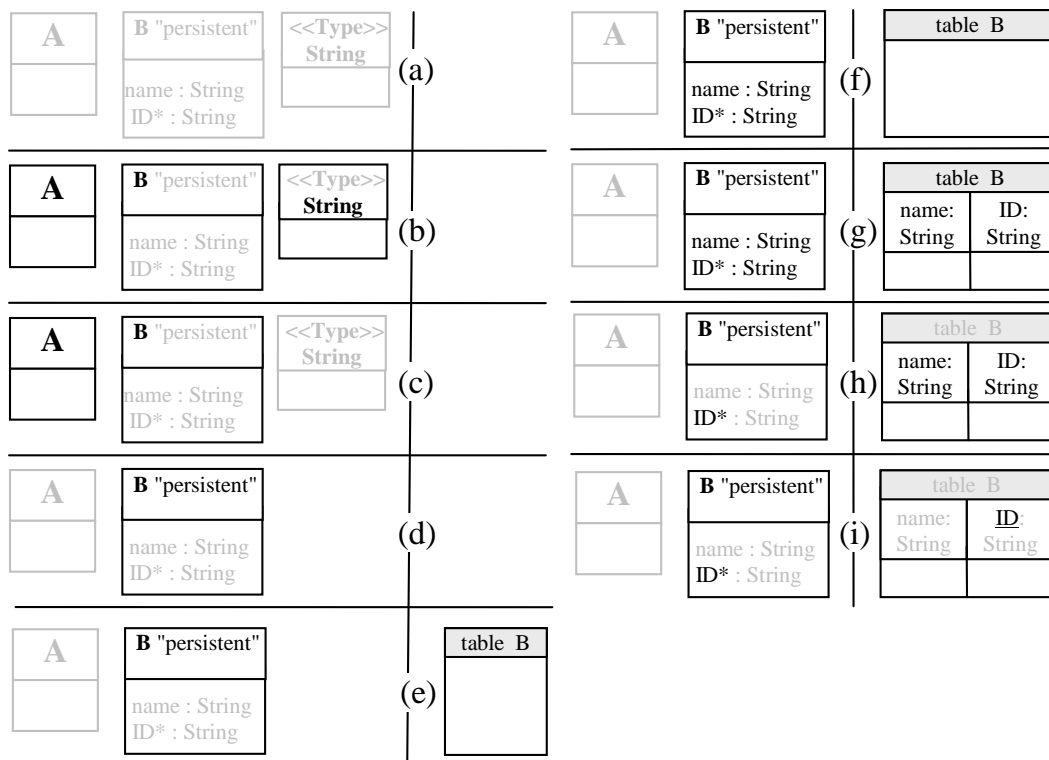 A
B "persistent"
name : String
ID* : String
<<Type>>
String
(a)
A
B "persistent"
name : String
ID* : String
<<Type>>
String
(b)
A
B "persistent"
name : String
ID* : String
<<Type>>
String
(c)
A
B "persistent"
name : String
ID* : String
(d)
A
B "persistent"
name : String
ID* : String
(e)
table B
A
B "persistent"
name : String
ID* : String
(f)
table B
A
B "persistent"
name : String
ID* : String
(g)
table B
name:
String
ID:
String
A
B "persistent"
name : String
ID* : String
(h)
table B
name:
String
ID:
String
A
B "persistent"
name : String
ID* : String
(i)
table B
name:
String
ID:
String